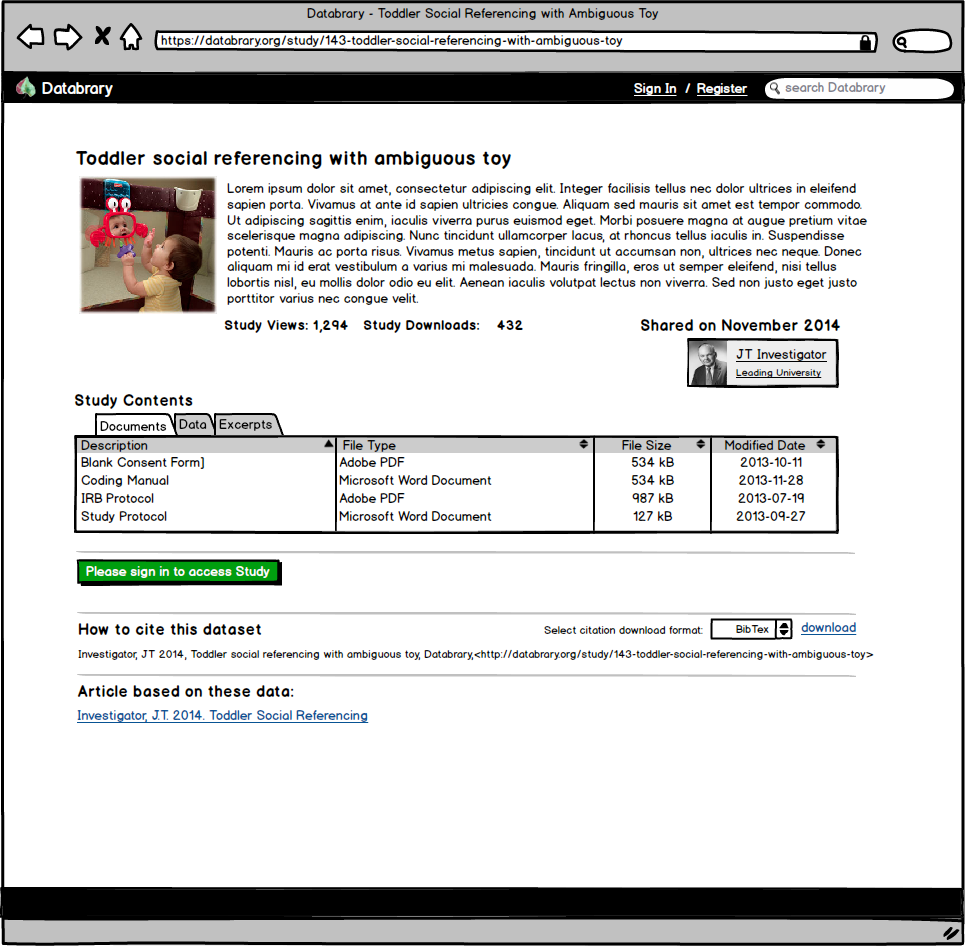 Databrary - Toddler Social Referencing with Ambiguous Toy
https://databrary.org/study/143-toddler-social-referencing-with-ambiguous-toy
Databrary
Sign In / Register
search Databrary
Toddler social referencing with ambiguous toy
Lorem ipsum dolor sit amet, consectetur adipiscing elit. Integer facilisis tellus nec dolor ultrices in eleifend
sapien porta. Vivamus at ante id sapien ultricies congue. Aliquam sed mauris sit amet est tempor commodo.
Ut adipiscing sagittis enim, iaculis viverra purus euismod eget. Morbi posuere magna at augue pretium vitae
scelerisque magna adipiscing. Nunc tincidunt ullamcorper lacus, at rhoncus tellus iaculis in. Suspendisse
potenti. Mauris ac porta risus. Vivamus metus sapien, tincidunt ut accumsan non, ultrices nec neque. Donec
aliquam mi id erat vestibulum a varius mi malesuada. Mauris fringilla, eros ut semper eleifend, nisi tellus
lobortis nisl, eu mollis dolor odio eu elit. Aenean iaculis volutpat lectus non viverra. Sed non justo eget justo
porttitor varius nec congue velit.
Study Views: 1,294 Study Downloads: 432
Shared on November 2014
JT Investigator
Leading University
Study Contents
Documents Data Excerpts
Description File Type File Size Modified Date
Blank Consent Form] Adobe PDF 534 kB 2013-10-11
Coding Manual Microsoft Word Document 534 kB 2013-11-28
IRB Protocol Adobe PDF 987 kB 2013-07-19
Study Protocol Microsoft Word Document 127 kB 2013-09-27
Please sign in to access Study
How to cite this dataset
Select citation download format: BibTex download
Investigator, JT 2014, Toddler social referencing with ambiguous toy, Databrary,<http://databrary.org/study/143-toddler-social-referencing-with-ambiguous-toy>
Article based on these data:
Investigator, J.T. 2014. Toddler Social Referencing